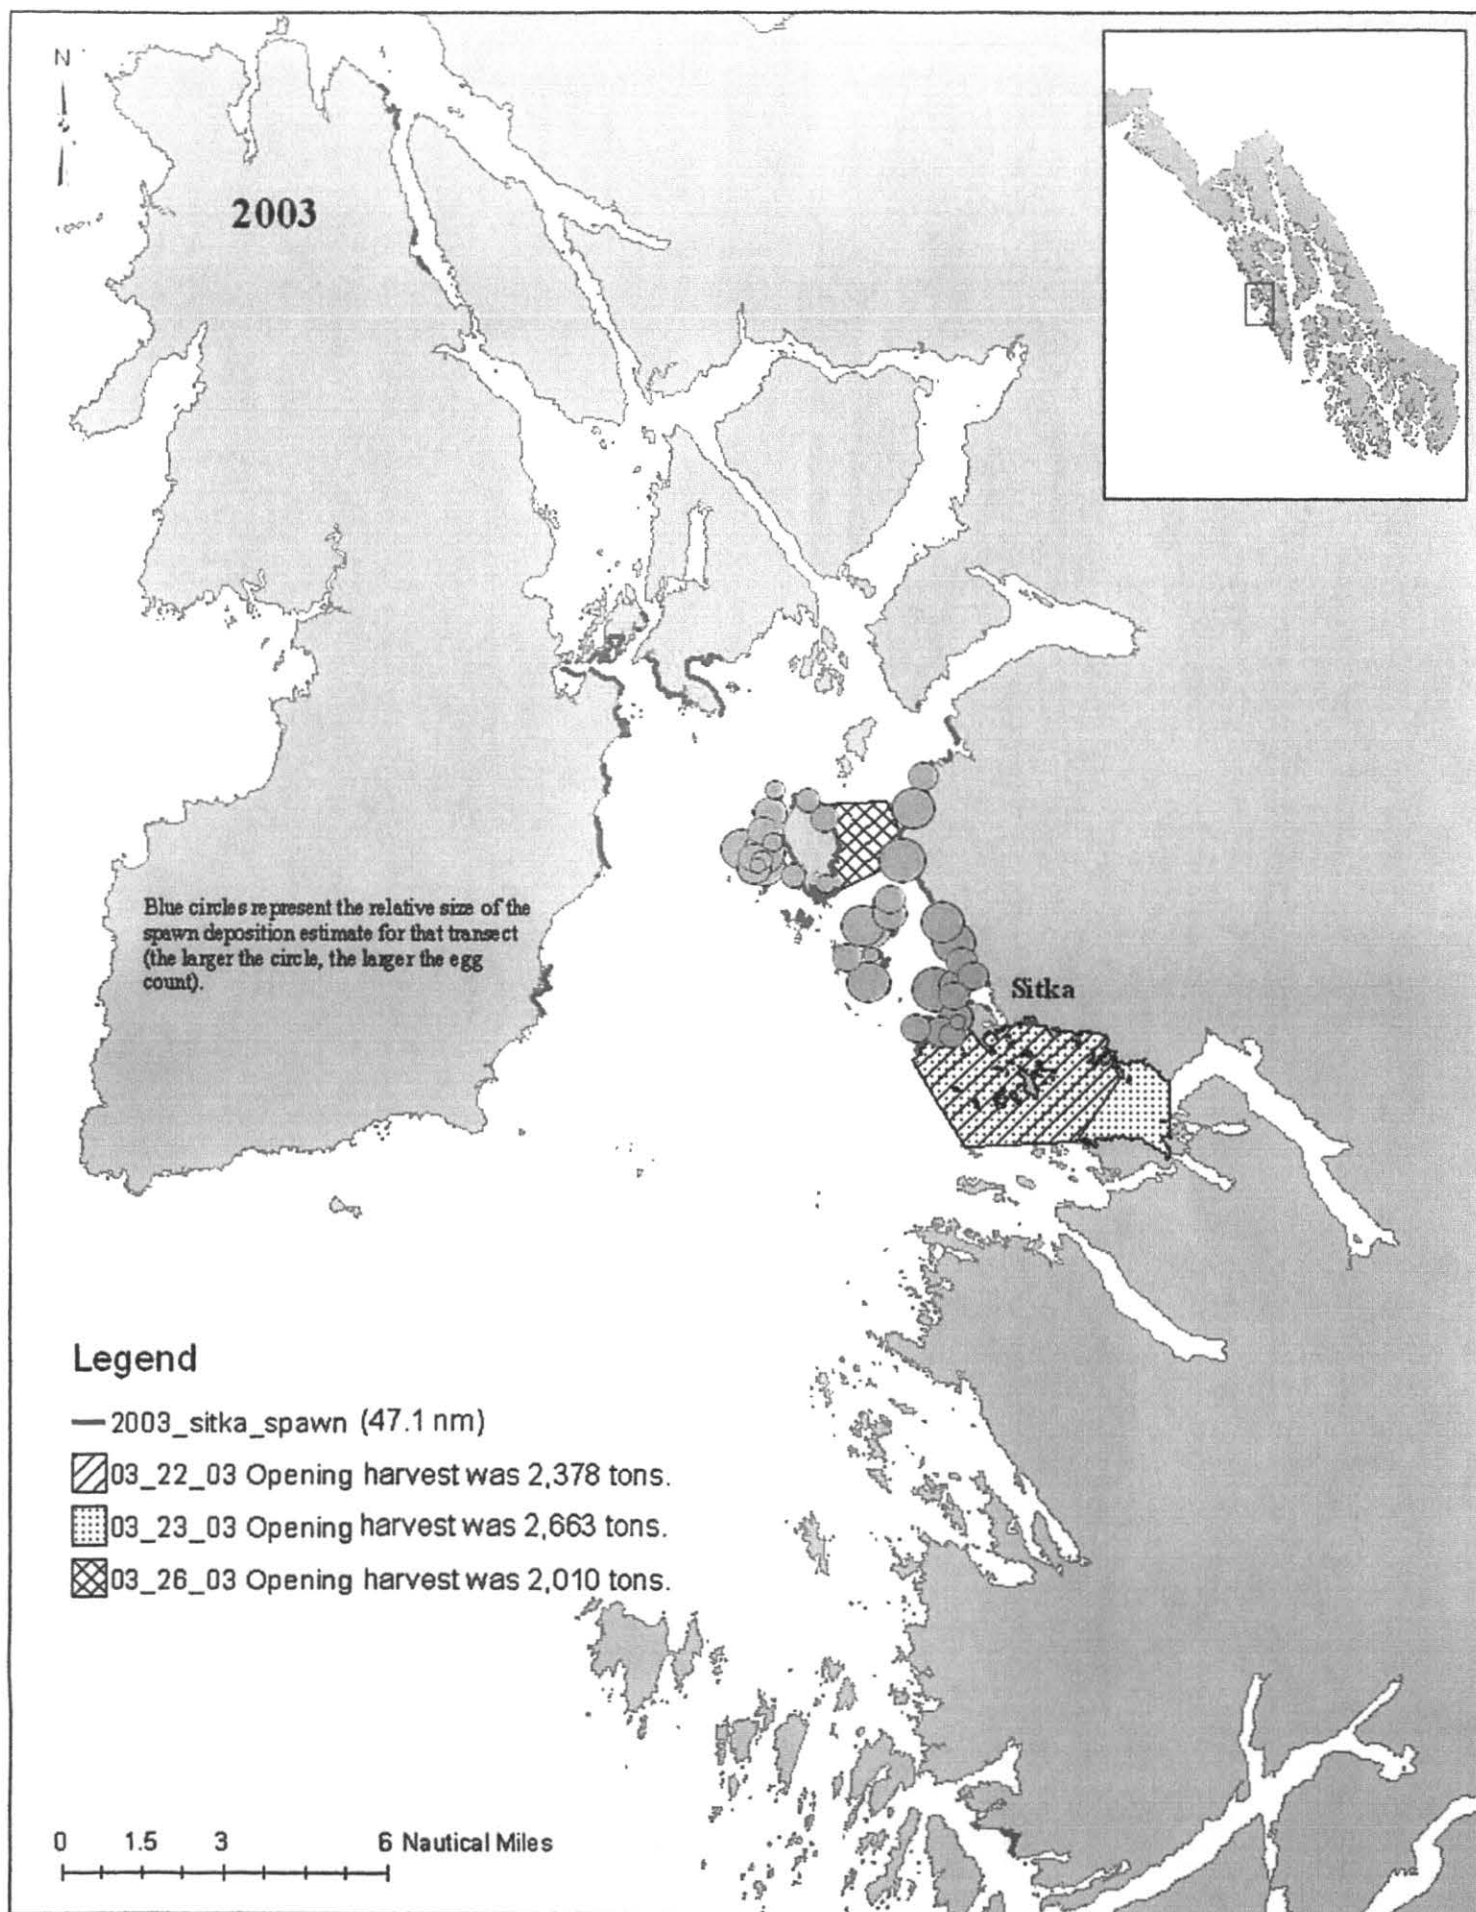 N
2003
Blue circles represent the relative size of the
spawn deposition estimate for that transect
(the larger the circle, the larger the egg
count).
Sitka
Legend
2003_sitka_spawn (47.1 nm)
03_22_03 Opening harvest was 2,378 tons.
03_23_03 Opening harvest was 2,663 tons.
03_26_03 Opening harvest was 2,010 tons.
0 1.5 3 6 Nautical Miles